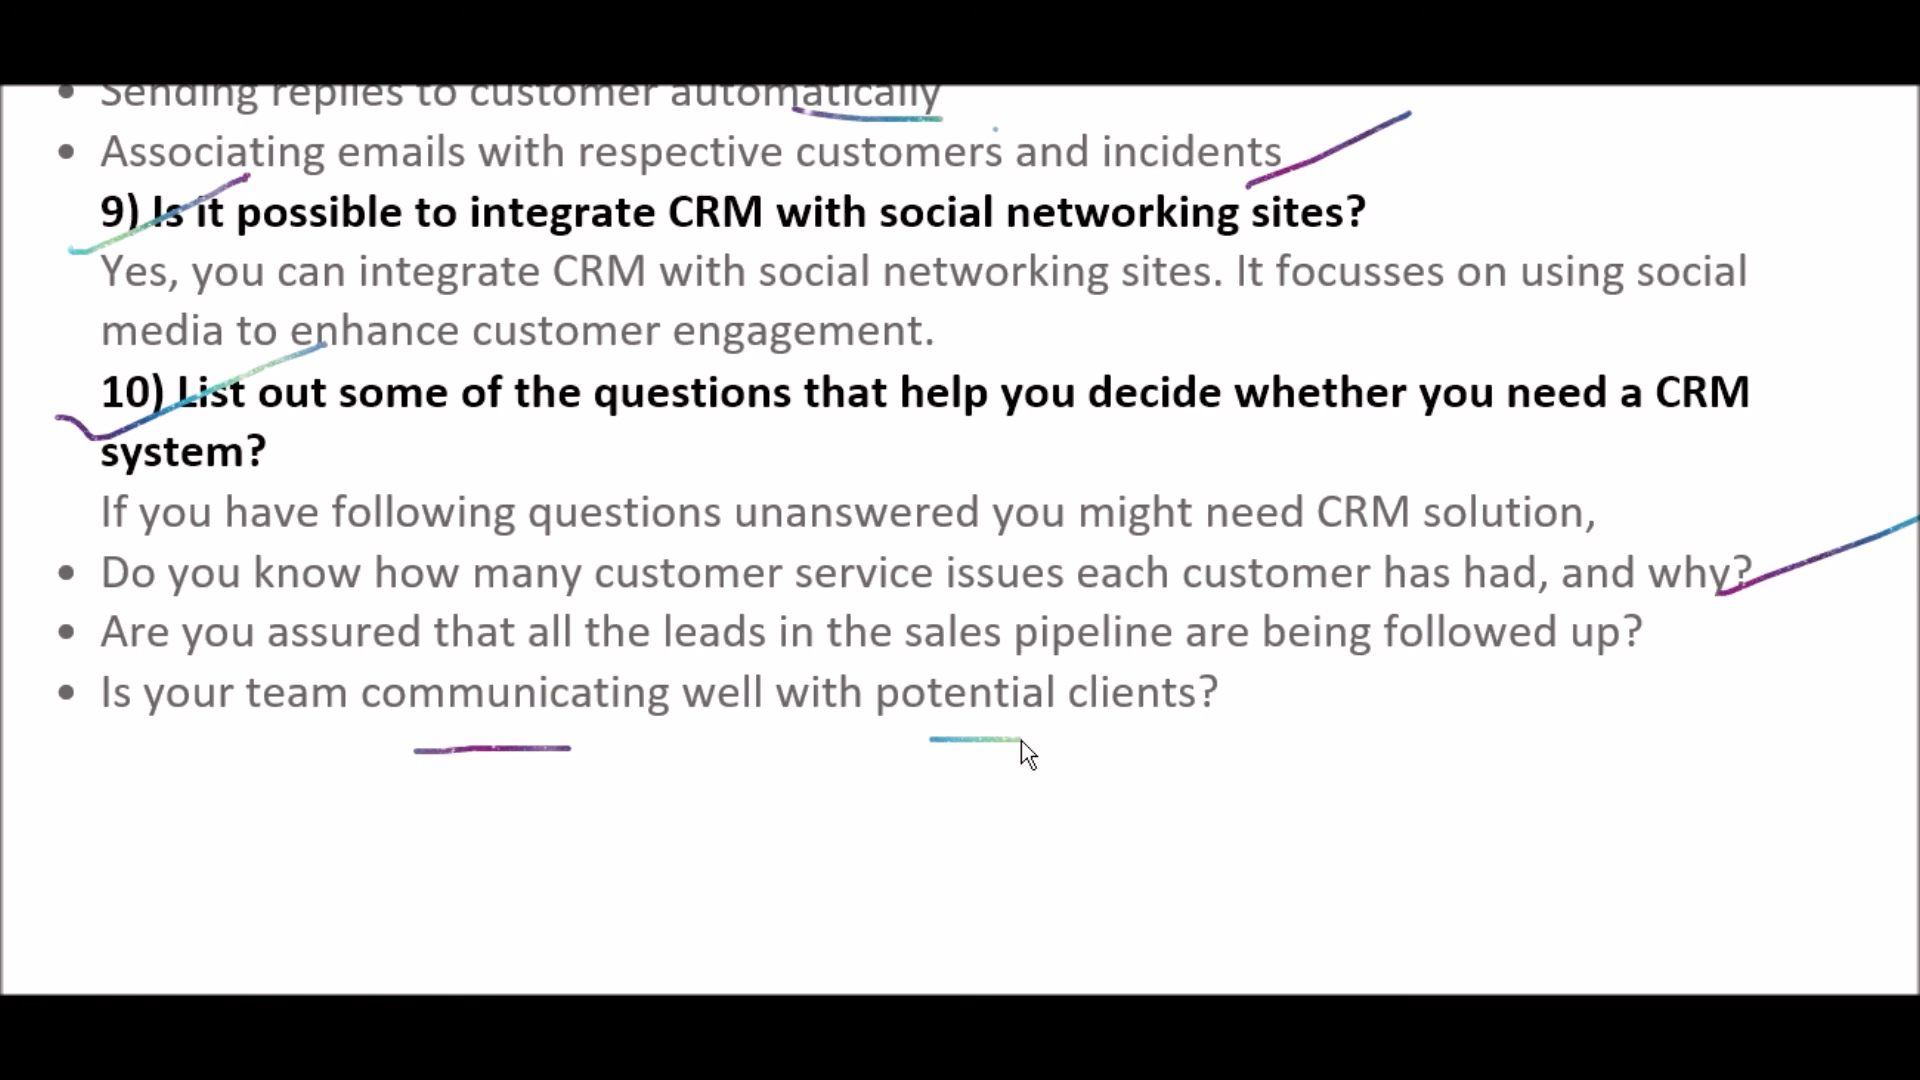 • Sending replies to customer automatically
• Associating emails with respective customers and incidents
9) Is it possible to integrate CRM with social networking sites?
Yes, you can integrate CRM with social networking sites. It focusses on using social
media to enhance customer engagement.
10) List out some of the questions that help you decide whether you need a CRM
system?
If you have following questions unanswered you might need CRM solution,
• Do you know how many customer service issues each customer has had, and why?
• Are you assured that all the leads in the sales pipeline are being followed up?
• Is your team communicating well with potential clients?